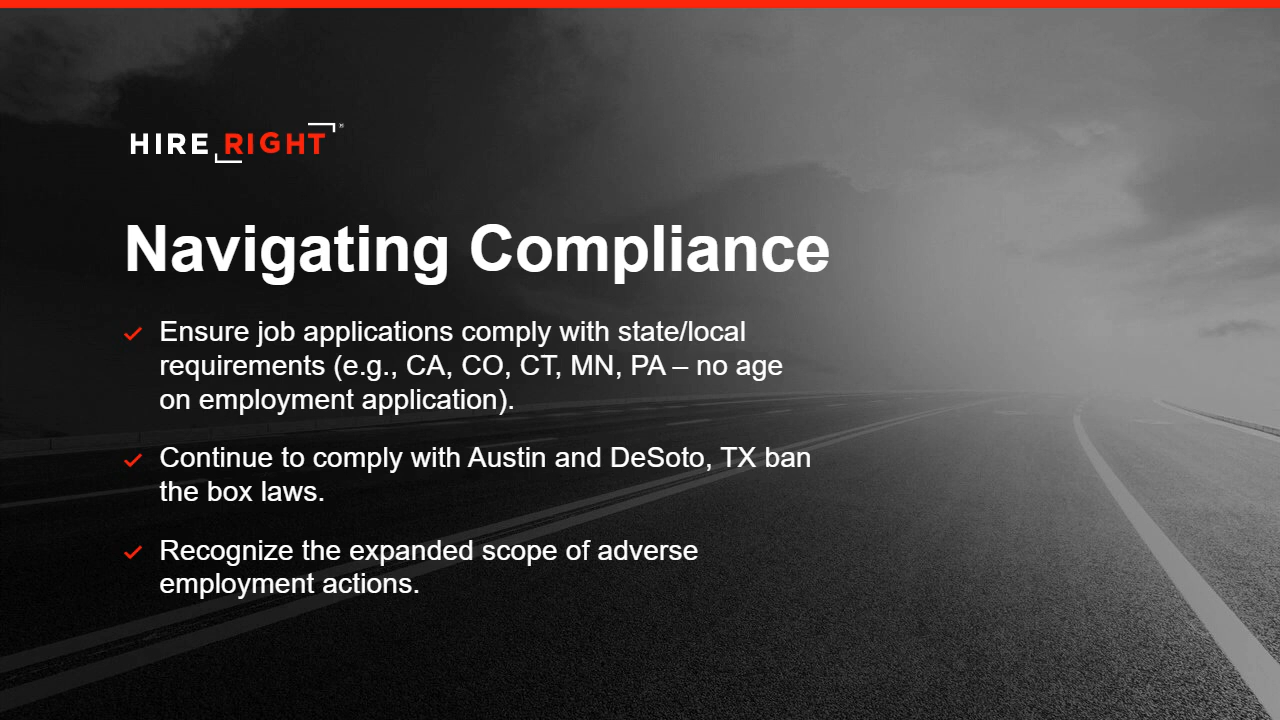 HIRE RIGHT
Navigating Compliance
Ensure job applications comply with state/local
requirements (e.g., CA, CO, CT, MN, PA – no age
on employment application).
Continue to comply with Austin and DeSoto, TX ban
the box laws.
Recognize the expanded scope of adverse
employment actions.